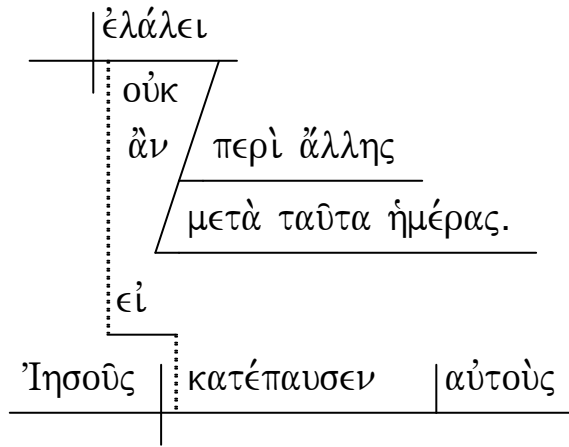 ἐλάλει
οὐκ
ἂν περὶ ἄλλης
μετὰ ταῦτα ἡμέρας.
εἰ
Ἰησοῦς κατέπαυσεν αὐτοὺς